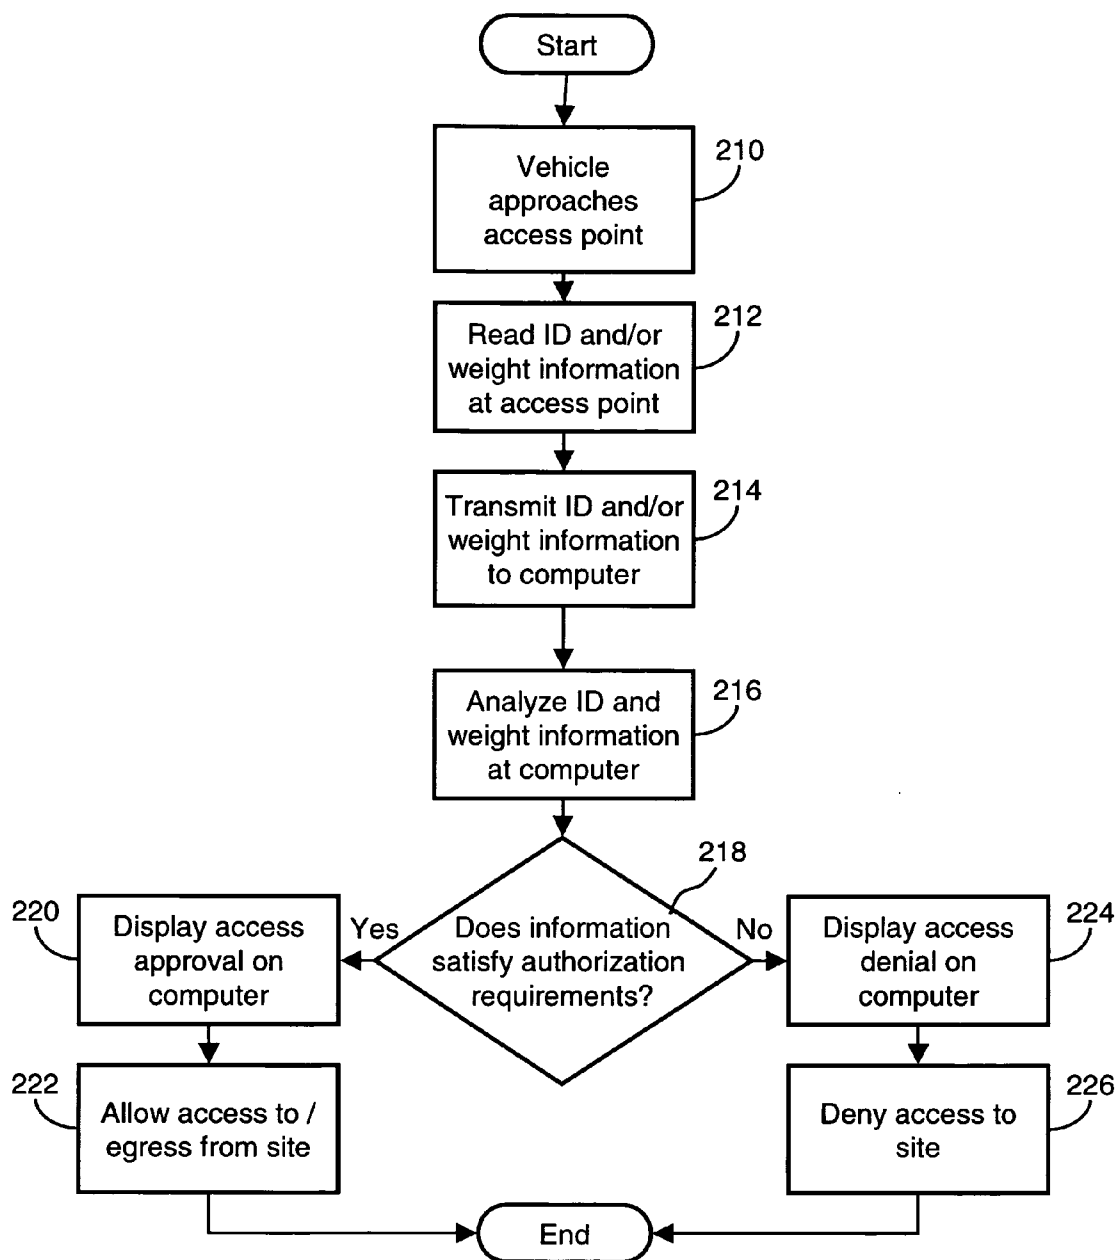 Start
Vehicle
approaches
access point
210
Read ID and/or
weight information
at access point
212
Transmit ID and/or
weight information
to computer
214
Analyze ID and
weight information
at computer
216
218
Does information
satisfy authorization
requirements?
Yes
No
220
Display access
approval on
computer
224
Display access
denial on
computer
222
Allow access to /
egress from site
226
Deny access to
site
End